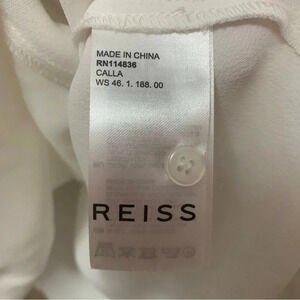 MADE IN CHINA
RN114836
CALLA
WS 46. 1. 188. 00
REISS